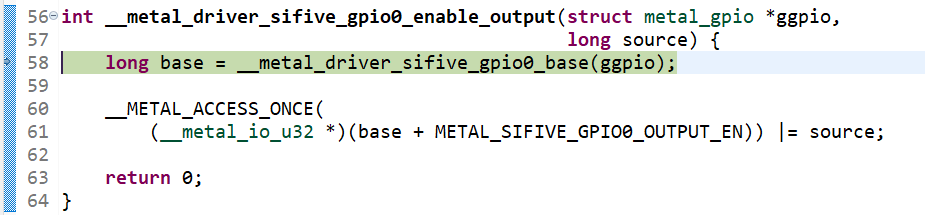 56 int __metal_driver_sifive_gpio0_enable_output(struct metal_gpio *ggpio,
57                                               long source) {
58     long base = __metal_driver_sifive_gpio0_base(ggpio);
59
60     __METAL_ACCESS_ONCE(
61         (__metal_io_u32 *)(base + METAL_SIFIVE_GPIO0_OUTPUT_EN)) |= source;
62
63     return 0;
64 }